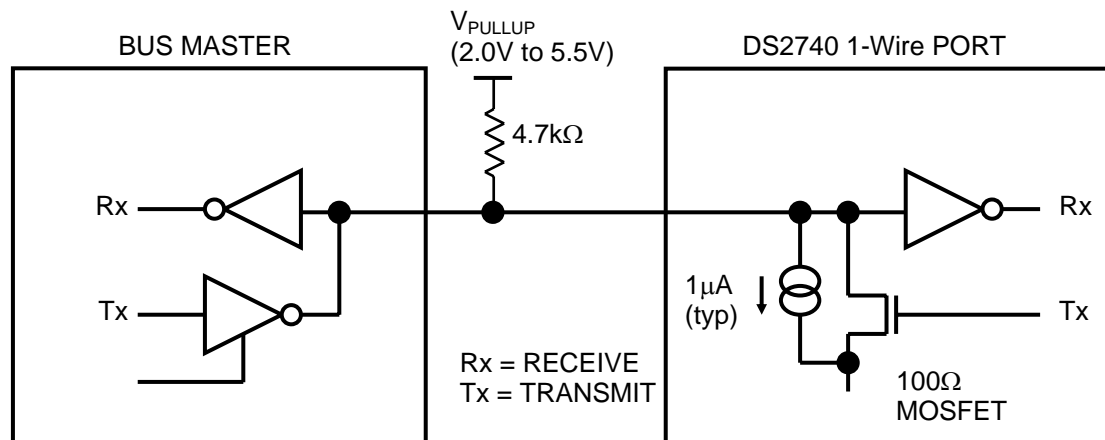 BUS MASTER
V_PULLUP
(2.0V to 5.5V)
DS2740 1-Wire PORT
4.7kΩ
Rx
Rx
Tx
1μA
(typ)
Tx
Rx = RECEIVE
Tx = TRANSMIT
100Ω
MOSFET